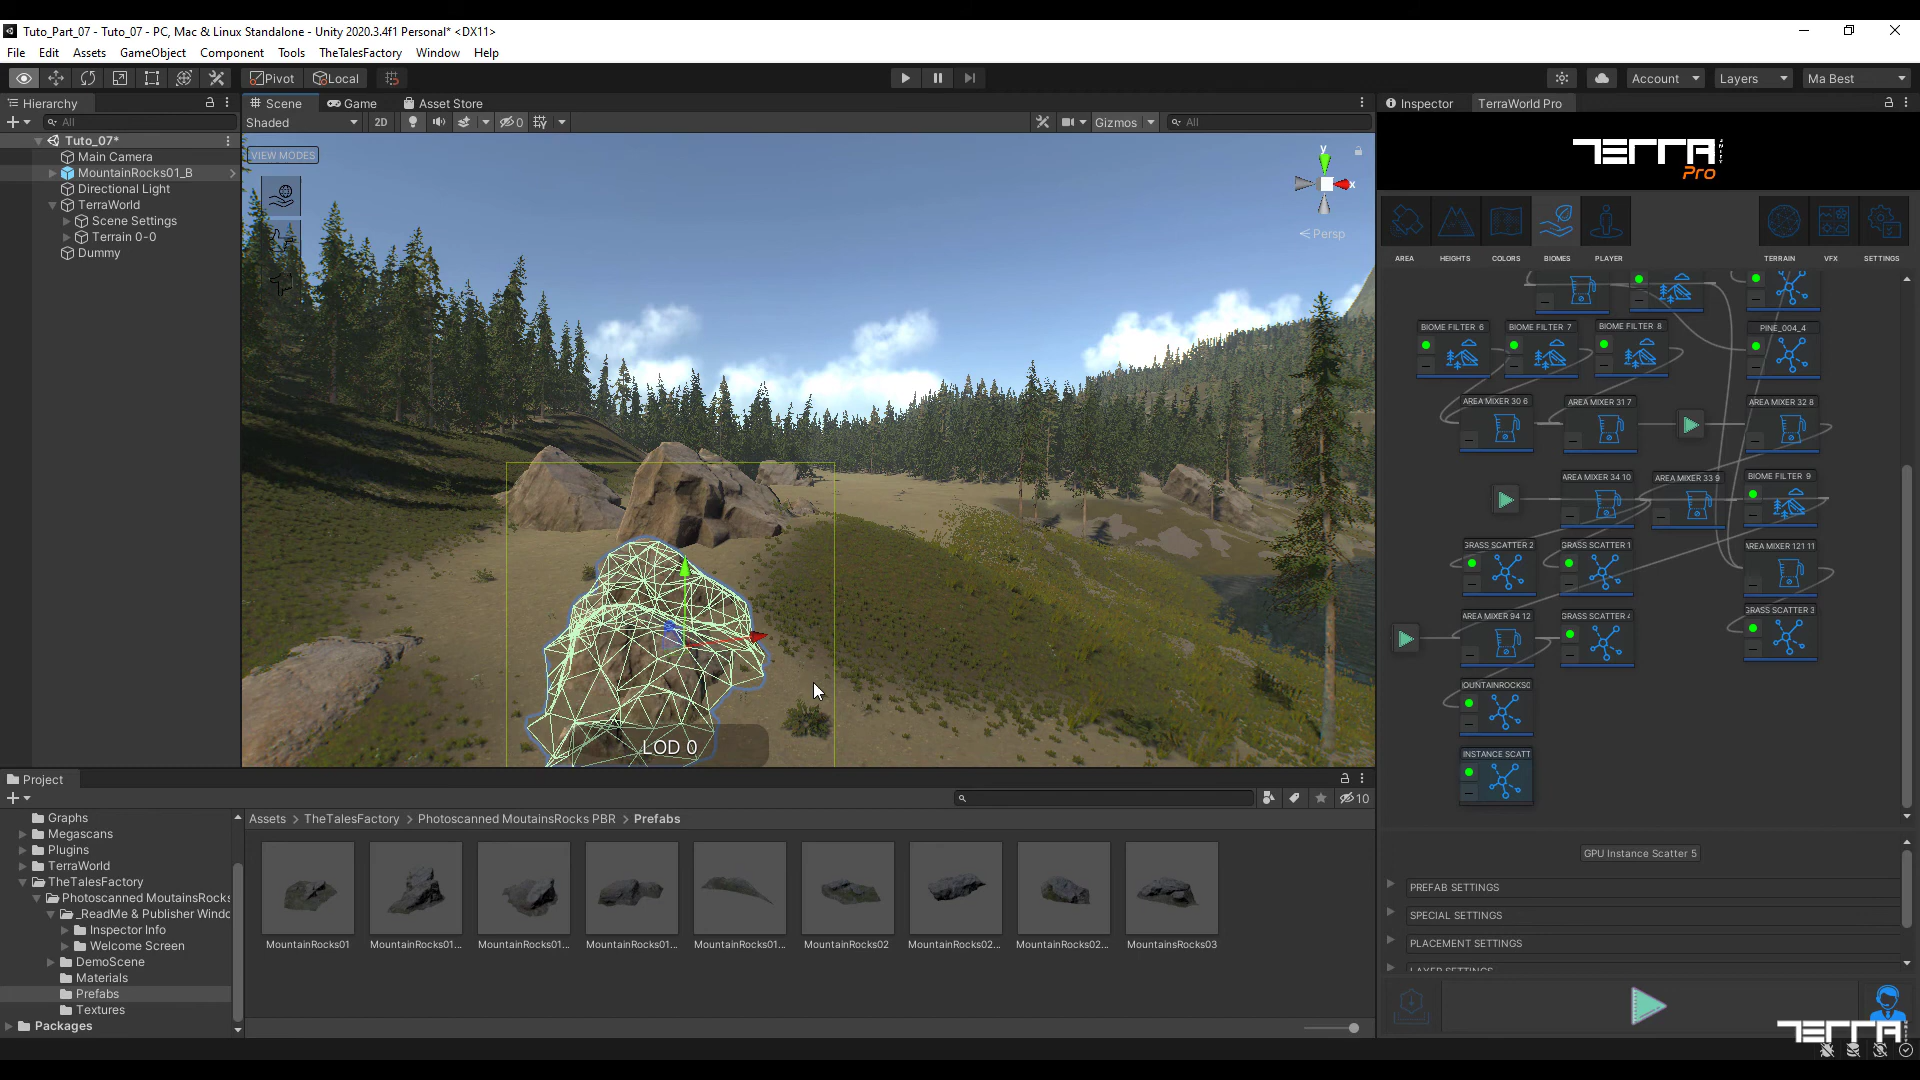 Tuto_Part_07 - Tuto_07 - PC, Mac & Linux Standalone - Unity 2020.3.4f1 Personal* <DX11>
File Edit Assets GameObject Component Tools TheTalesFactory Window Help
Pivot Local
Account Layers Ma Best
Hierarchy
Scene Game Asset Store
Inspector TerraWorld Pro
All
Shaded 2D 0 Gizmos All
Tuto_07*
Main Camera
MountainRocks01_B
Directional Light
TerraWorld
Scene Settings
Terrain 0-0
Dummy
VIEW MODES
y
x
Persp
LOD 0
TERRA UNITY
Pro
AREA HEIGHTS COLORS BIOMES PLAYER TERRAIN VFX SETTINGS
BIOME FILTER 6 BIOME FILTER 7 BIOME FILTER 8 PINE_004_4
AREA MIXER 30 6 AREA MIXER 31 7 AREA MIXER 32 8
AREA MIXER 34 10 AREA MIXER 33 9 BIOME FILTER 9
GRASS SCATTER 2 GRASS SCATTER 1 AREA MIXER 121 11
AREA MIXER 94 12 GRASS SCATTER 4 GRASS SCATTER 3
OUNTAINROCKS0
INSTANCE SCATT
GPU Instance Scatter 5
PREFAB SETTINGS
SPECIAL SETTINGS
PLACEMENT SETTINGS
LAYER SETTINGS
TERRA
Project
10
Graphs
Megascans
Plugins
TerraWorld
TheTalesFactory
Photoscanned MoutainsRocks
_ReadMe & Publisher Windo
Inspector Info
Welcome Screen
DemoScene
Materials
Prefabs
Textures
Packages
Assets > TheTalesFactory > Photoscanned MoutainsRocks PBR > Prefabs
MountainRocks01 MountainRocks01... MountainRocks01... MountainRocks01... MountainRocks01... MountainRocks02 MountainRocks02... MountainRocks02... MountainsRocks03